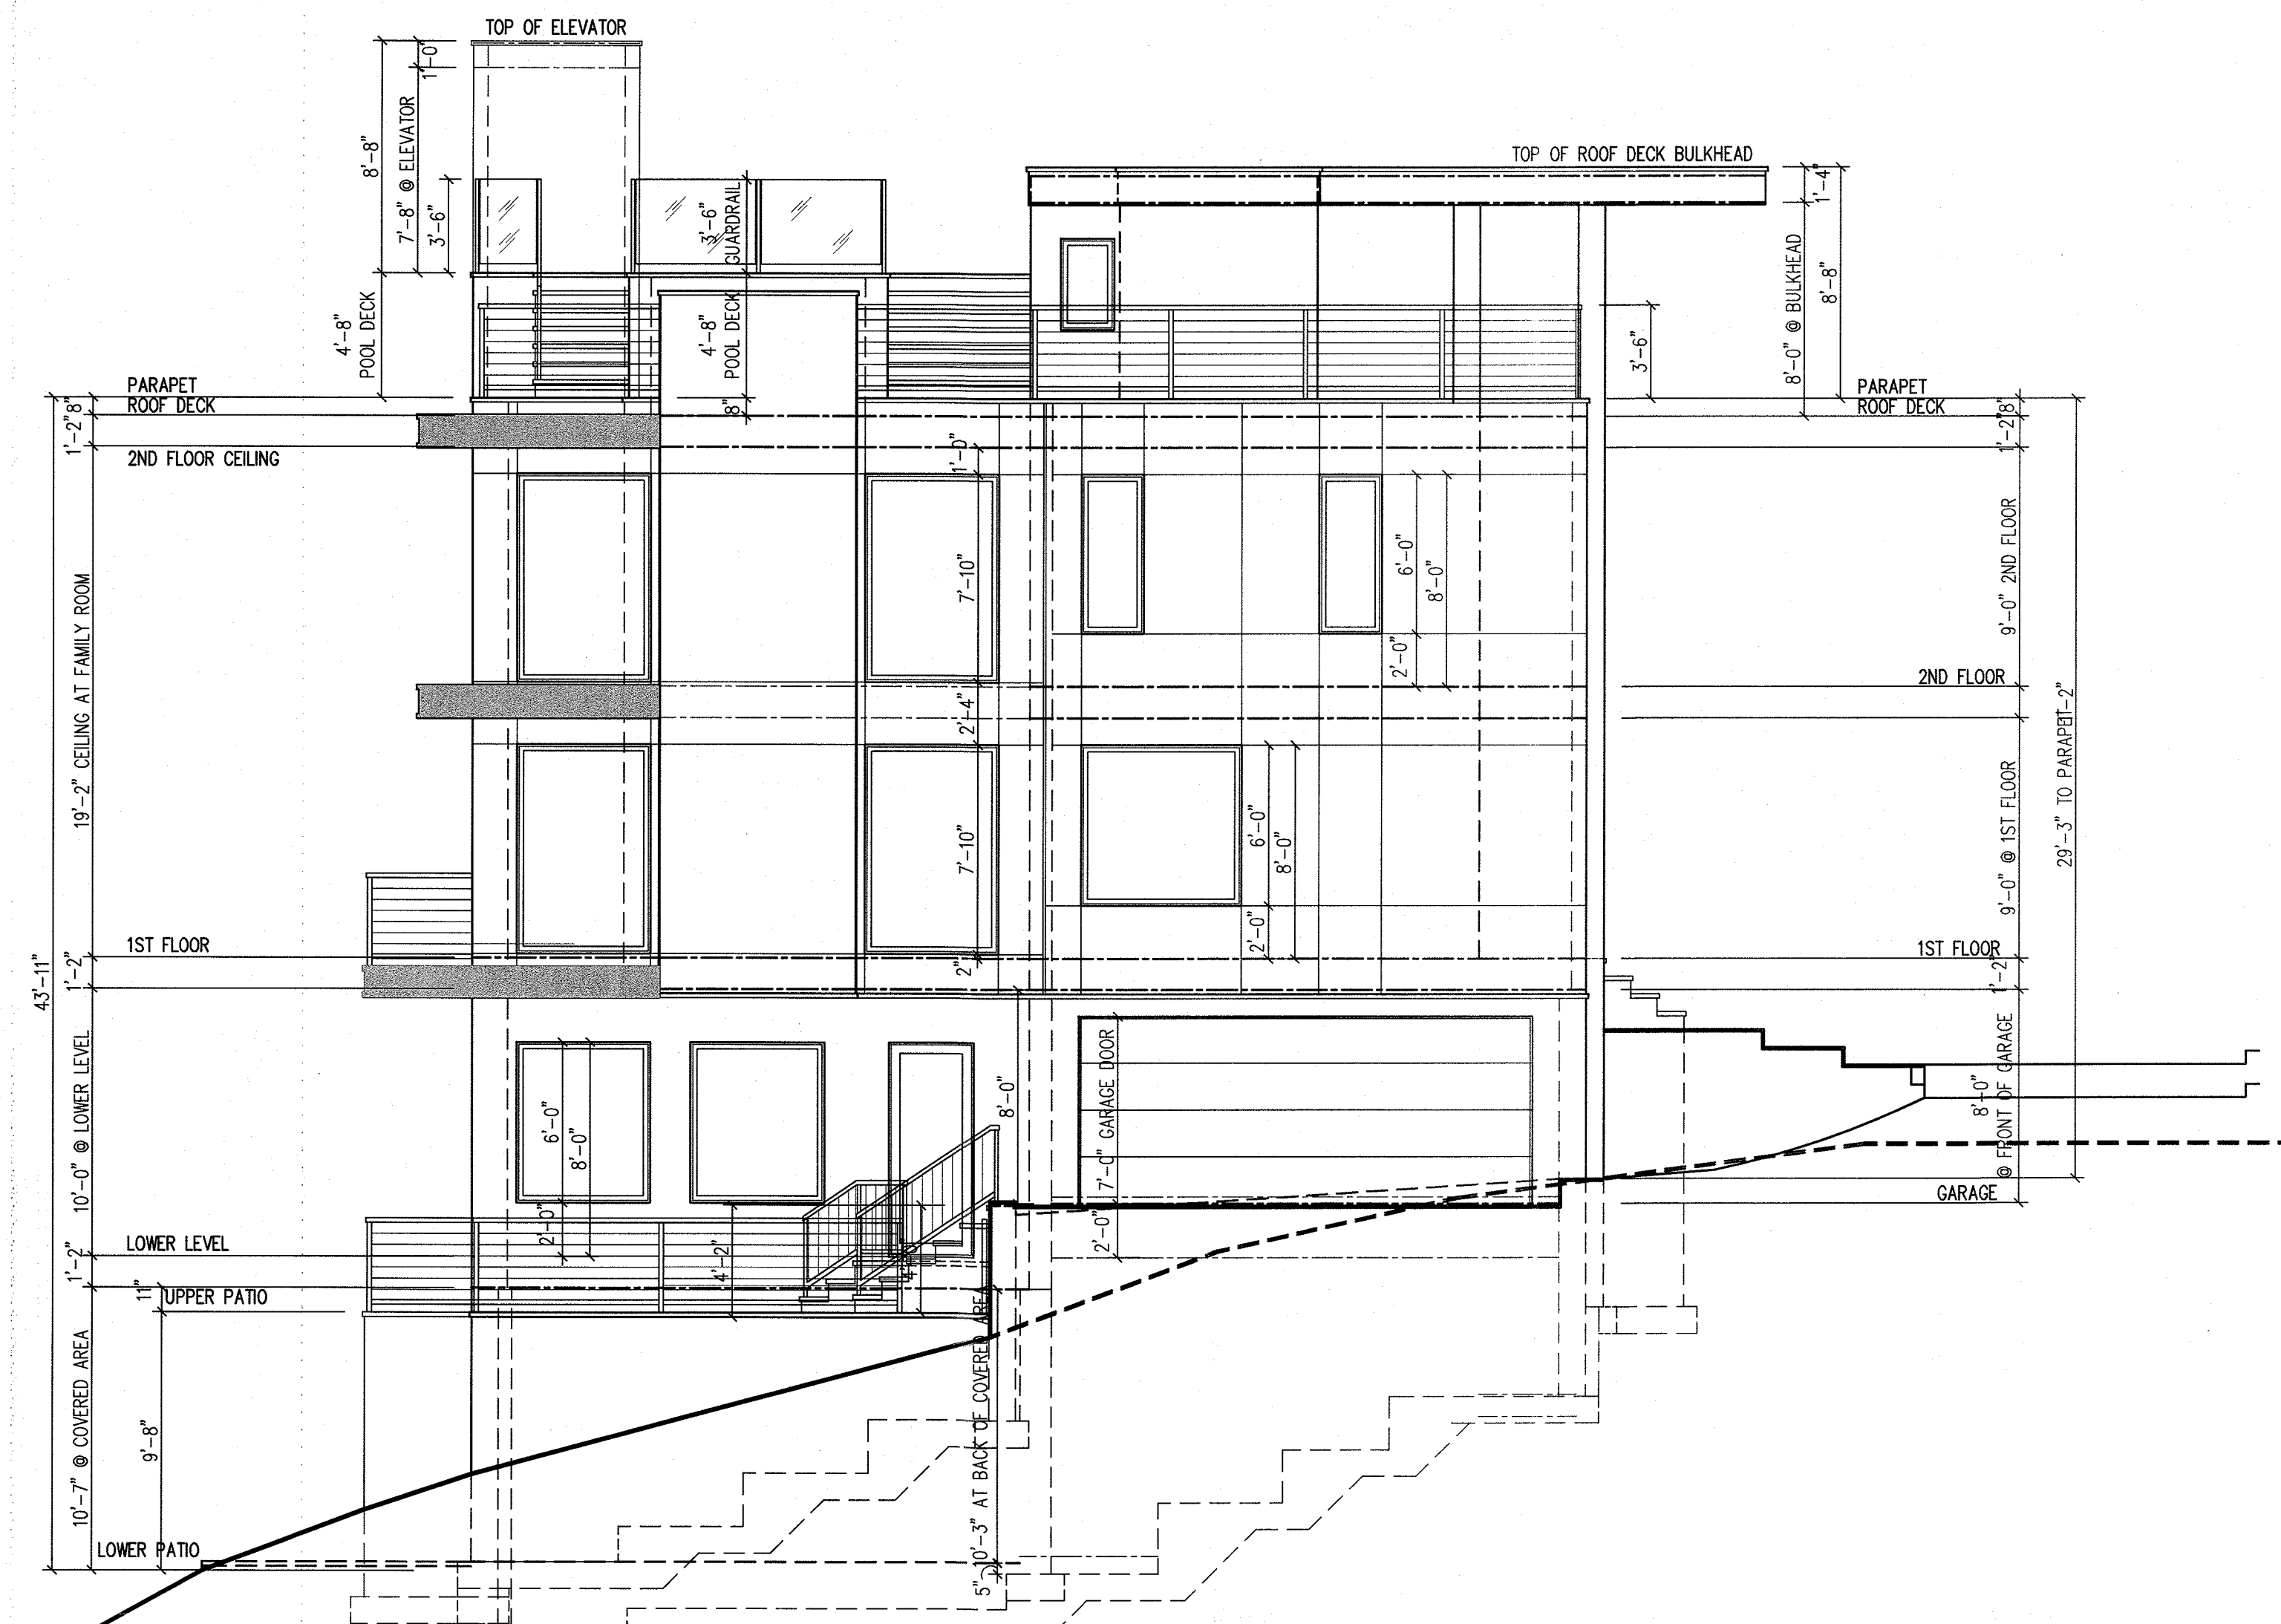 TOP OF ELEVATOR
1'-0"
8'-8"
7'-8" @ ELEVATOR
3'-6"
3'-6"
GUARDRAIL
TOP OF ROOF DECK BULKHEAD
1'-4"
8'-0" @ BULKHEAD
8'-8"
3'-6"
4'-8"
POOL DECK
4'-8"
POOL DECK
8"
PARAPET
ROOF DECK
8"
1'-2"
2ND FLOOR CEILING
PARAPET
ROOF DECK
8"
1'-2"
1'-0"
7'-10"
6'-0"
8'-0"
2'-0"
9'-0" 2ND FLOOR
2ND FLOOR
19'-2" CEILING AT FAMILY ROOM
2'-4"
29'-3" TO PARAPET
1'-2"
7'-10"
6'-0"
8'-0"
2'-0"
9'-0" @ 1ST FLOOR
1ST FLOOR
1'-2"
43'-11"
2"
1ST FLOOR
1'-2"
10'-0" @ LOWER LEVEL
6'-0"
8'-0"
2'-0"
8'-0"
7'-0" GARAGE DOOR
2'-0"
8'-0"
@ FRONT OF GARAGE
GARAGE
LOWER LEVEL
1'-2"
11"
UPPER PATIO
4'-2"
10'-7" @ COVERED AREA
9'-8"
10'-3" AT BACK OF COVERED AREA
5"
LOWER PATIO